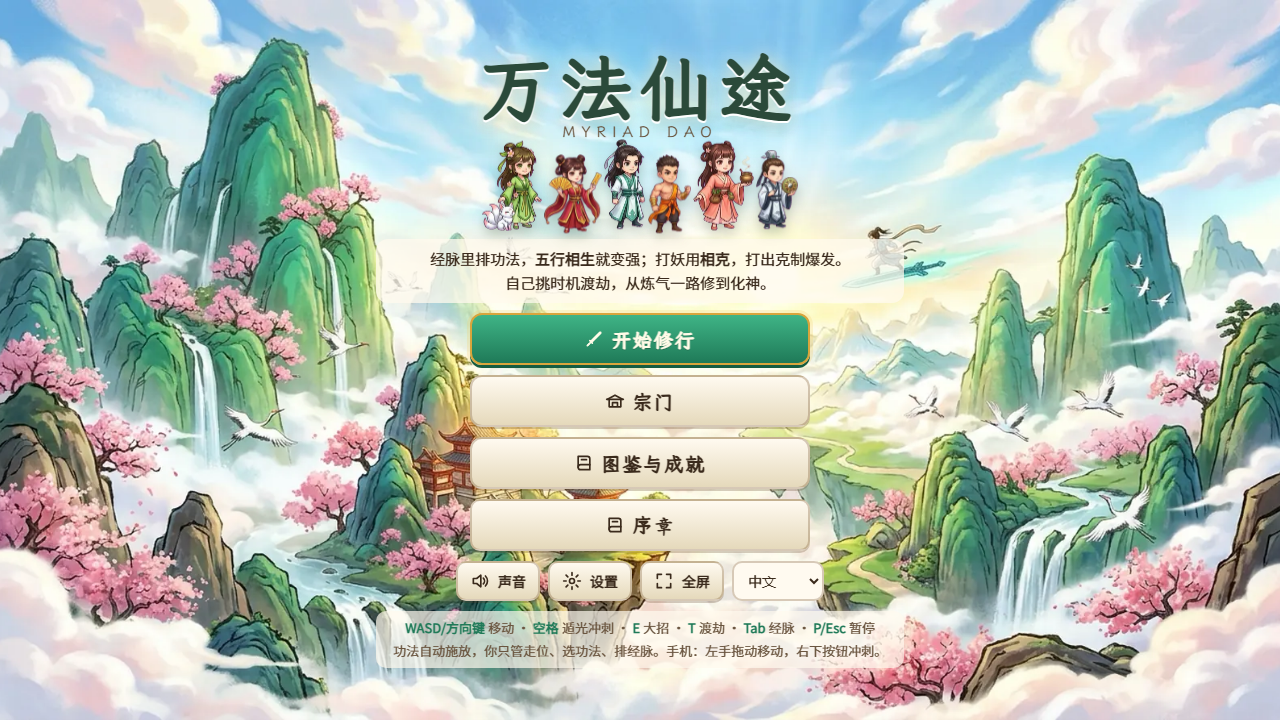 万法仙途
MYRIAD DAO
经脉里排功法，五行相生就变强；打妖用相克，打出克制爆发。
自己挑时机渡劫，从炼气一路修到化神。
开始修行
宗门
图鉴与成就
序章
声音 设置 全屏 中文
WASD/方向键 移动 · 空格 遁光冲刺 · E 大招 · T 渡劫 · Tab 经脉 · P/Esc 暂停
功法自动施放，你只管走位、选功法、排经脉。手机：左手拖动移动，右下按钮冲刺。